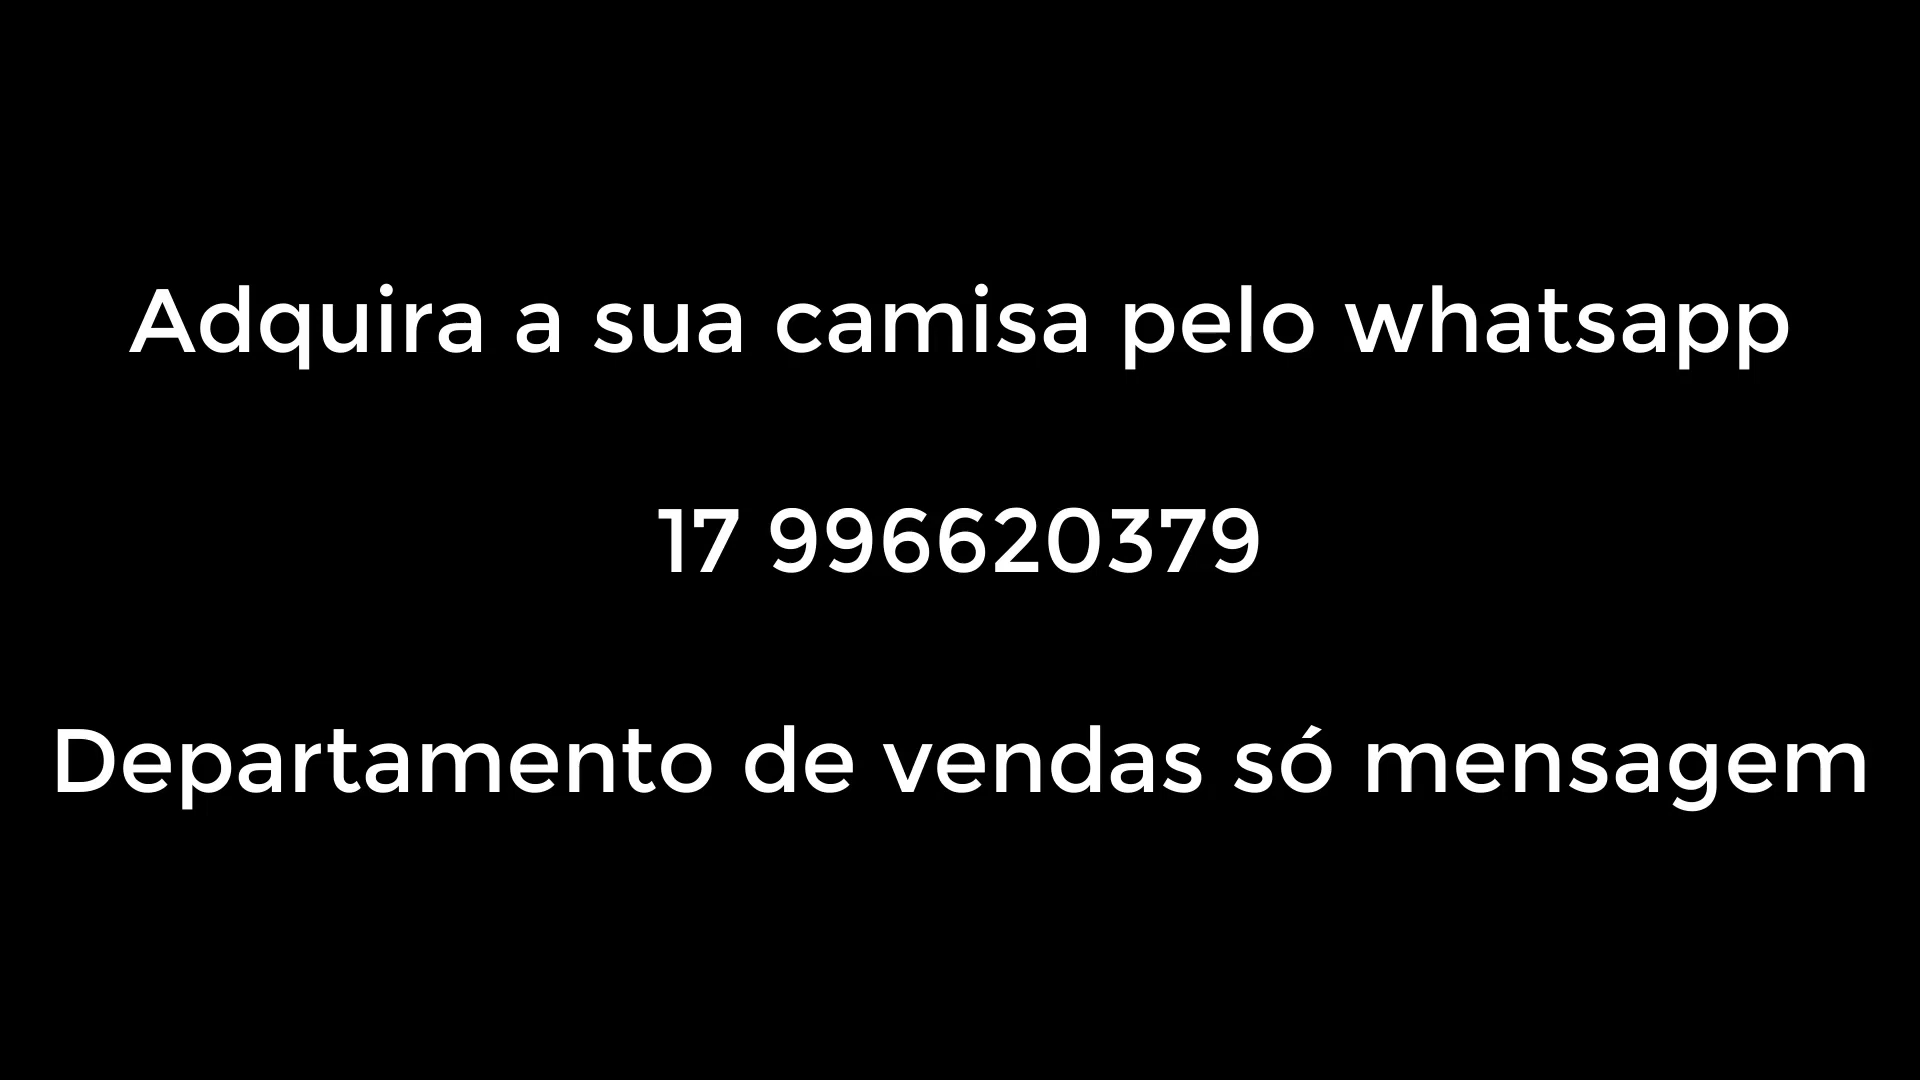 Adquira a sua camisa pelo whatsapp
17 996620379
Departamento de vendas só mensagem